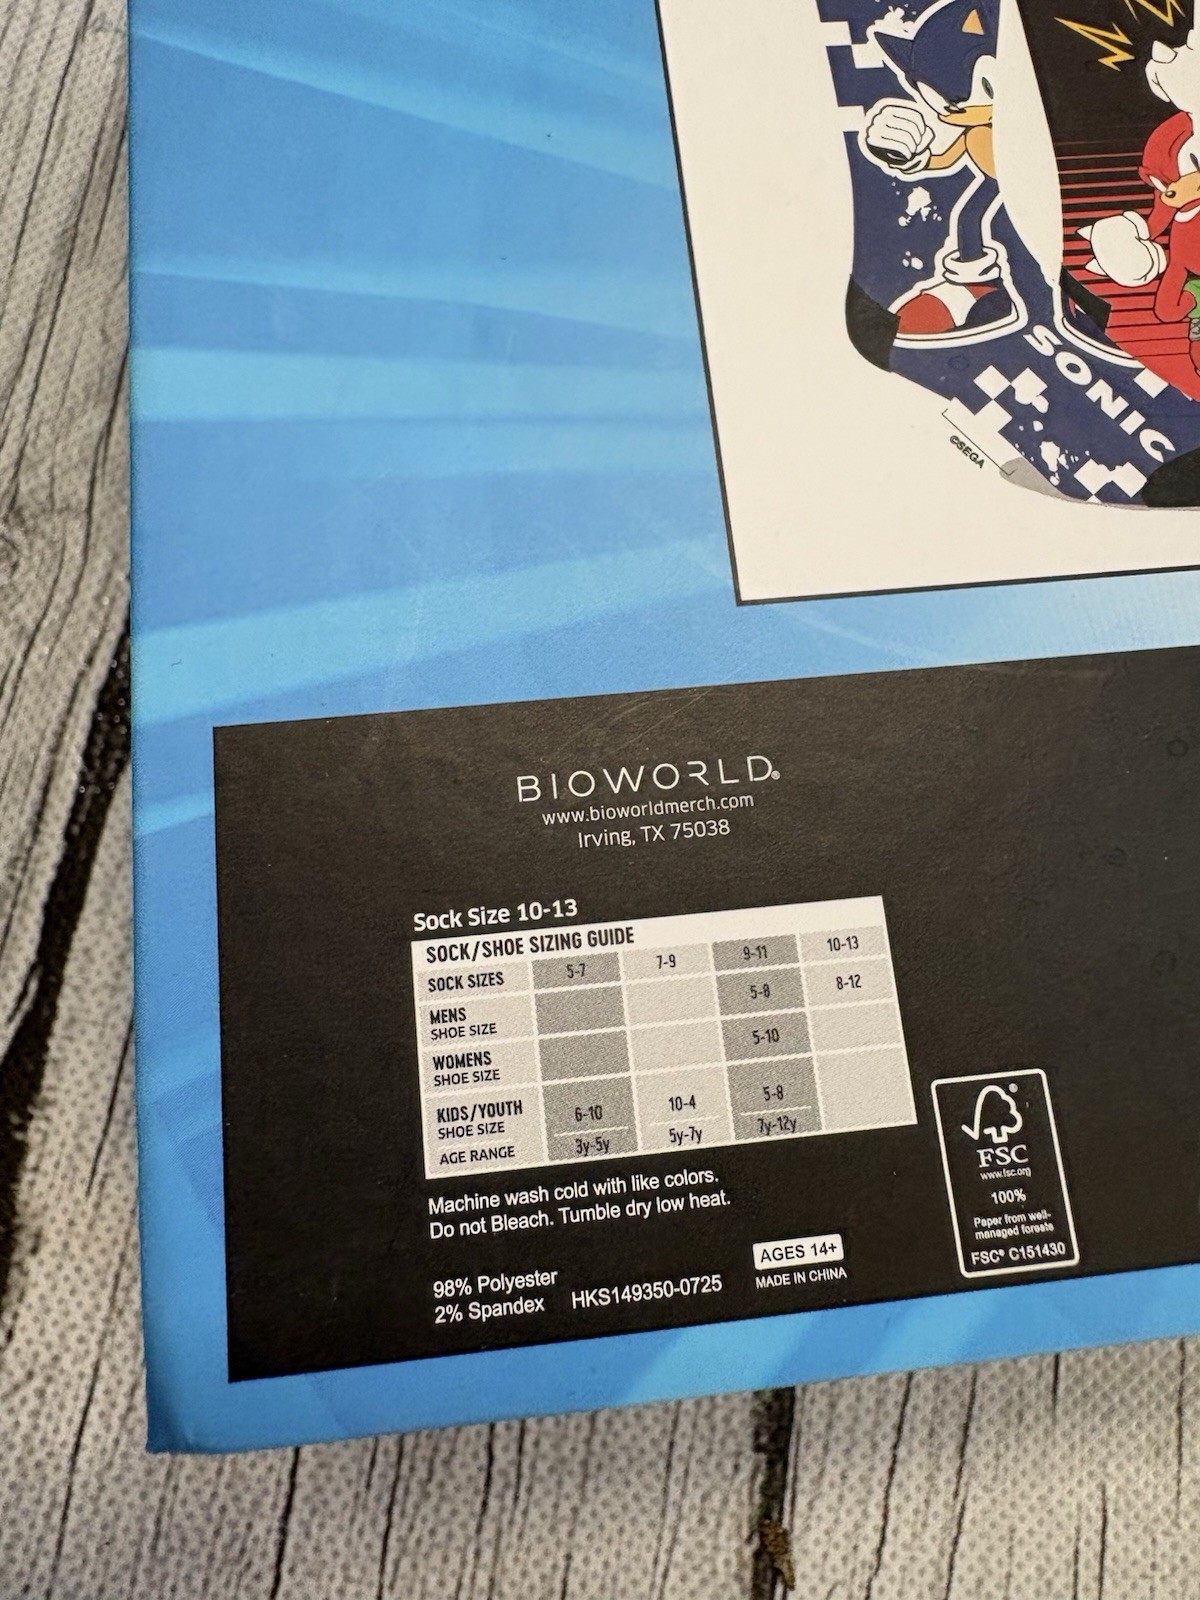 SONIC
©SEGA
BIOWORLD®
www.bioworldmerch.com
Irving, TX 75038
Sock Size 10-13
SOCK/SHOE SIZING GUIDE
SOCK SIZES 5-7 7-9 9-11 10-13
MENS
SHOE SIZE 5-8 8-12
WOMENS
SHOE SIZE 5-10
KIDS/YOUTH
SHOE SIZE 6-10 10-4 5-8
AGE RANGE 3y-5y 5y-7y 7y-12y
Machine wash cold with like colors.
Do not Bleach. Tumble dry low heat.
98% Polyester
2% Spandex
HKS149350-0725
AGES 14+
MADE IN CHINA
®
FSC
www.fsc.org
100%
Paper from well-
managed forests
FSC® C151430